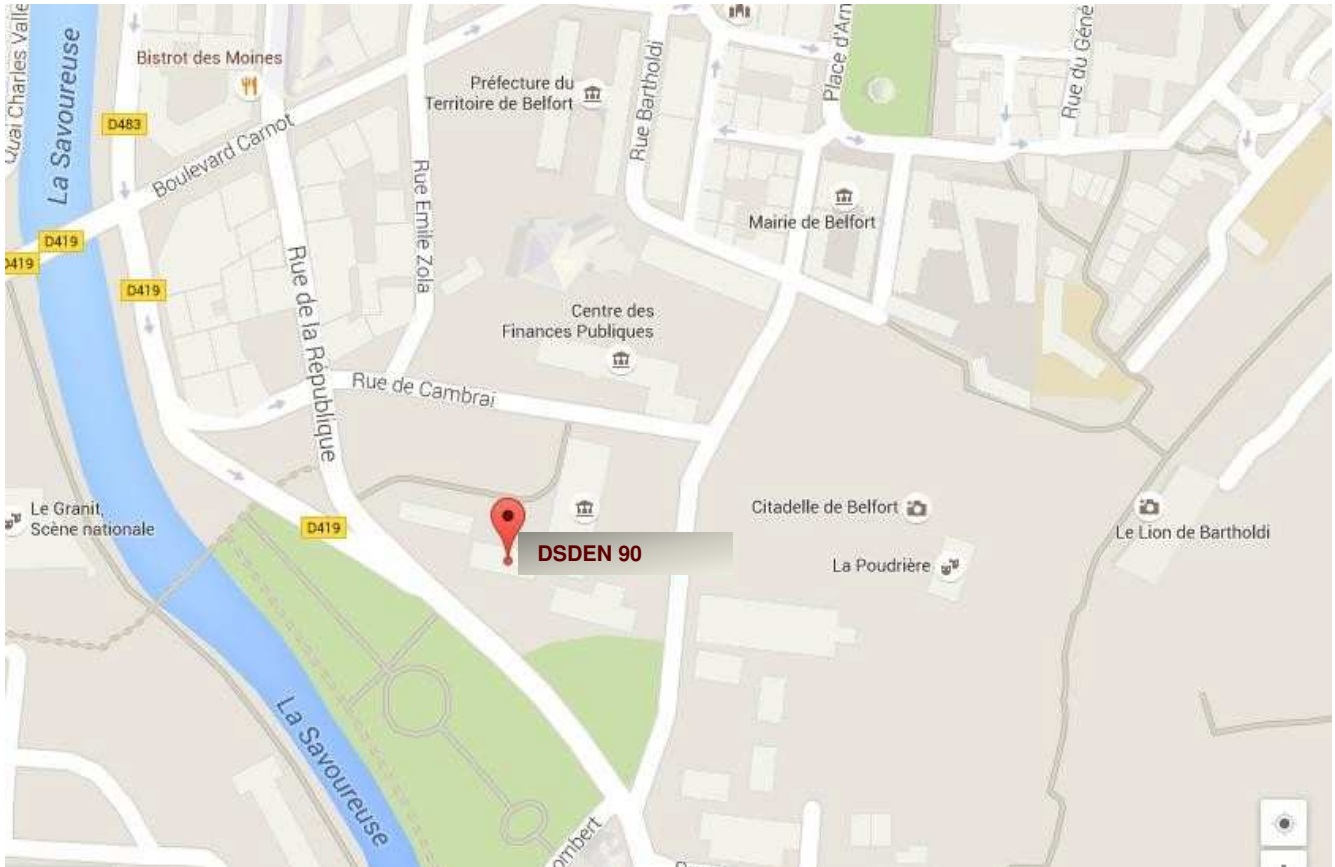 Quai Charles Valle
La Savoureuse
Bistrot des Moines
D483
Boulevard Carnot
Préfecture du
Territoire de Belfort
Rue Bartholdi
Place d'Arm
Rue du Géné
Rue Emile Zola
Mairie de Belfort
D419
D419
D419
Rue de la République
Centre des
Finances Publiques
Rue de Cambrai
Le Granit,
Scène nationale
D419
DSDEN 90
Citadelle de Belfort
La Poudrière
Le Lion de Bartholdi
La Savoureuse
ombert